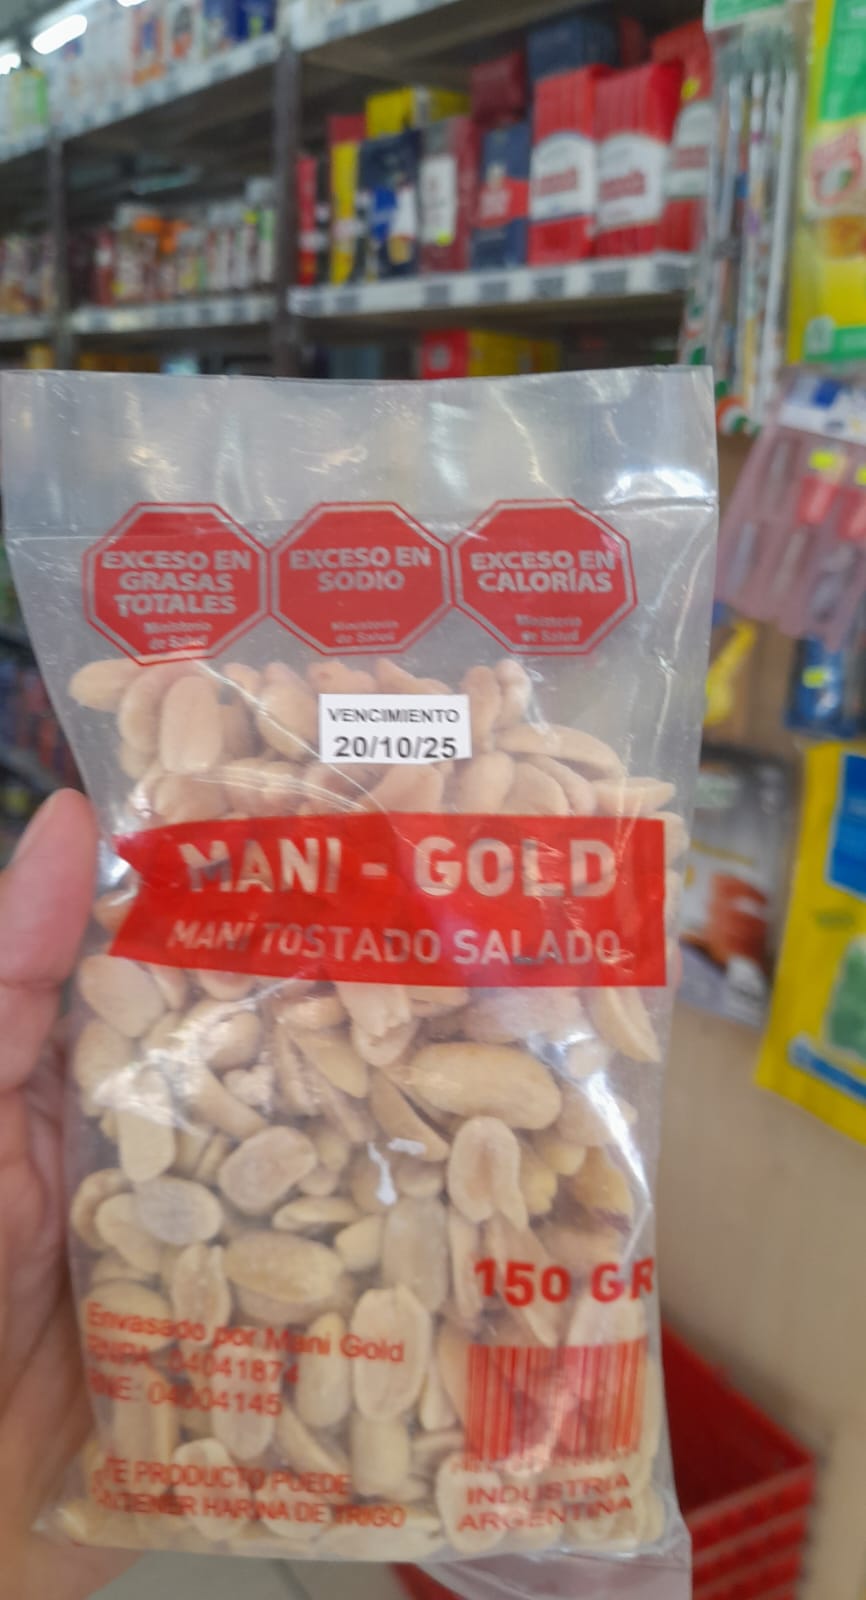 EXCESO EN
GRASAS
TOTALES
Ministerio
de Salud
EXCESO EN
SODIO
Ministerio
de Salud
EXCESO EN
CALORÍAS
Ministerio
de Salud
VENCIMIENTO
20/10/25
MANI - GOLD
MANÍ TOSTADO SALADO
150 GR
Envasado por Mani Gold
RNPA: 04041874
RNE: 04004145
PRODUCTO PUEDE
HARINA DE TRIGO
INDUSTRIA
ARGENTINA